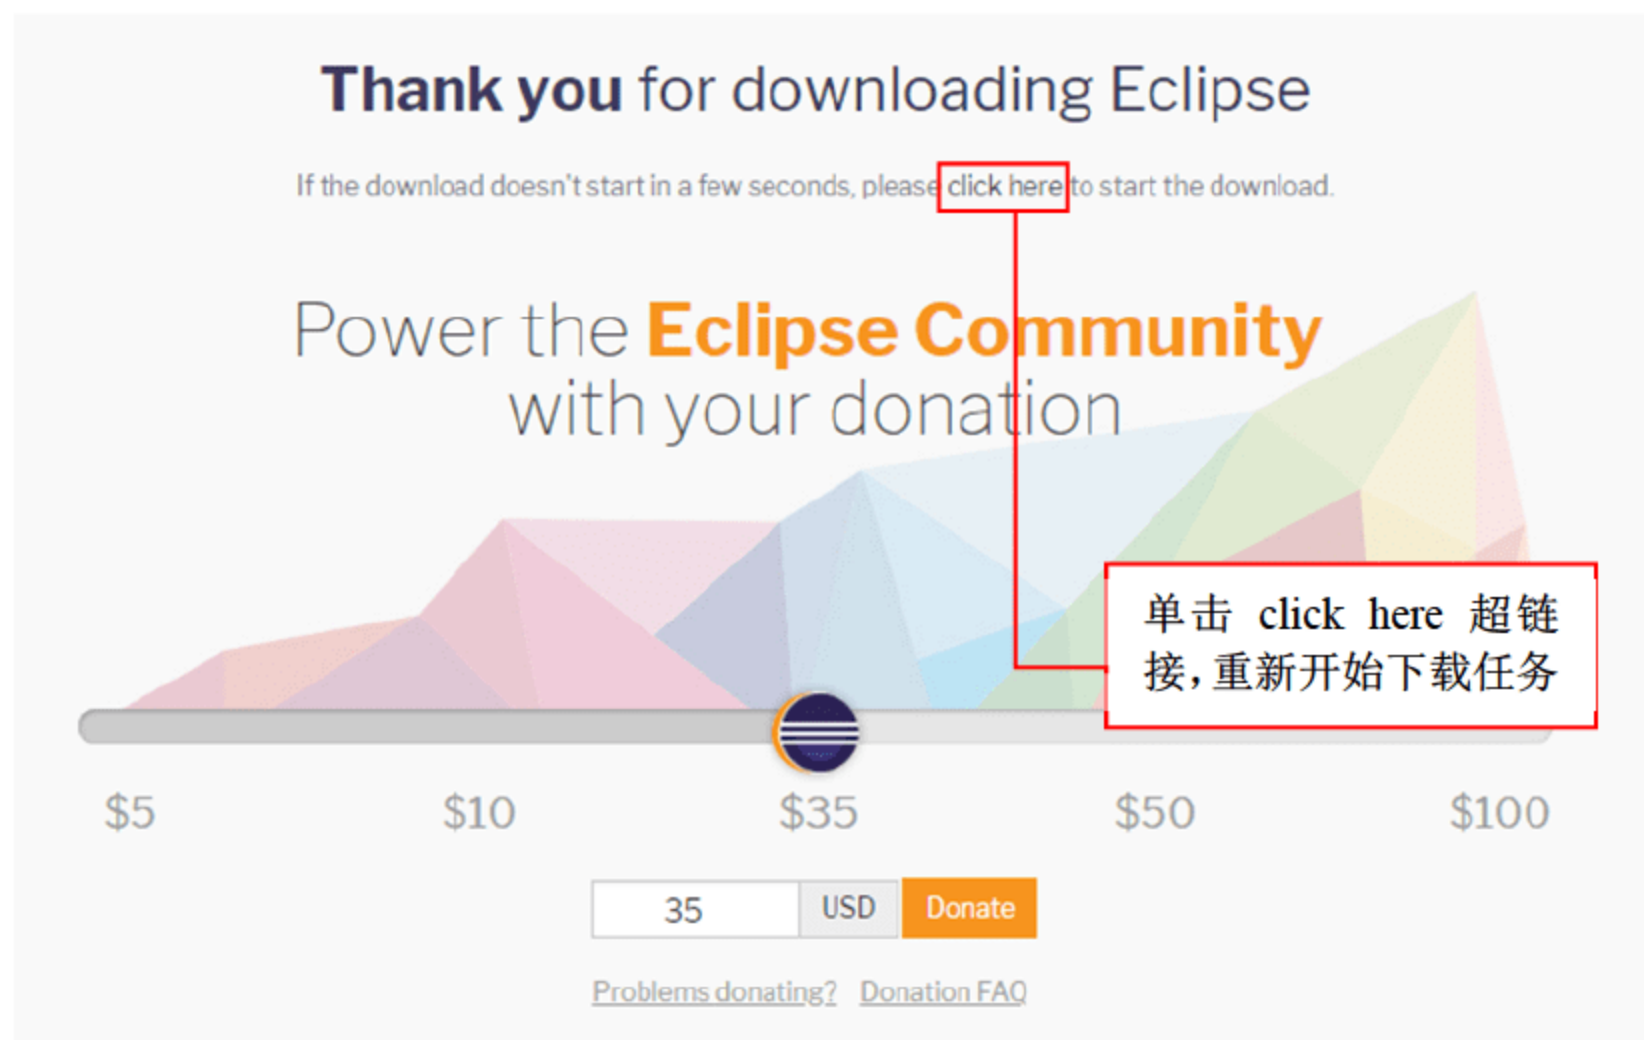 Thank you for downloading Eclipse
If the download doesn't start in a few seconds, please click here to start the download.
Power the Eclipse Community
with your donation
单击 click here 超链
接，重新开始下载任务
$5 $10 $35 $50 $100
35 USD Donate
Problems donating? Donation FAQ